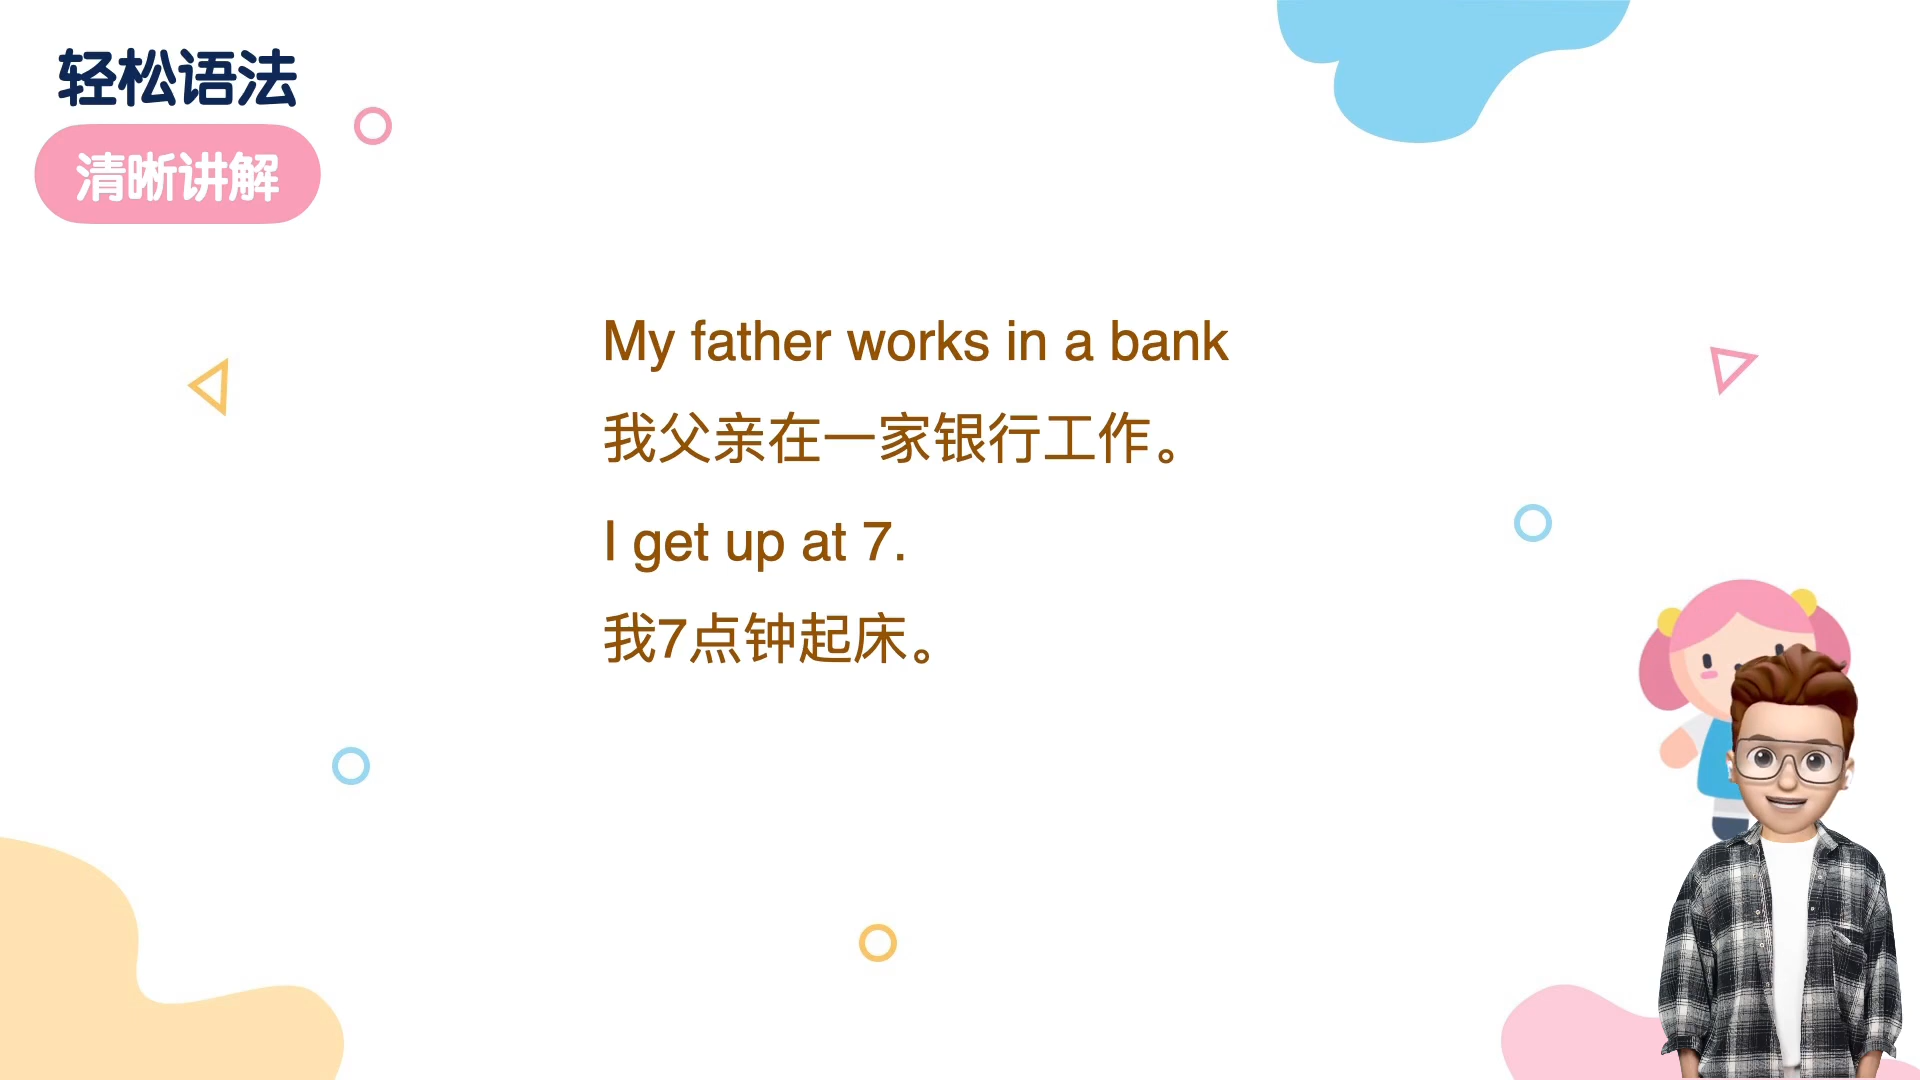 轻松语法
清晰讲解
My father works in a bank
我父亲在一家银行工作。
I get up at 7.
我7点钟起床。